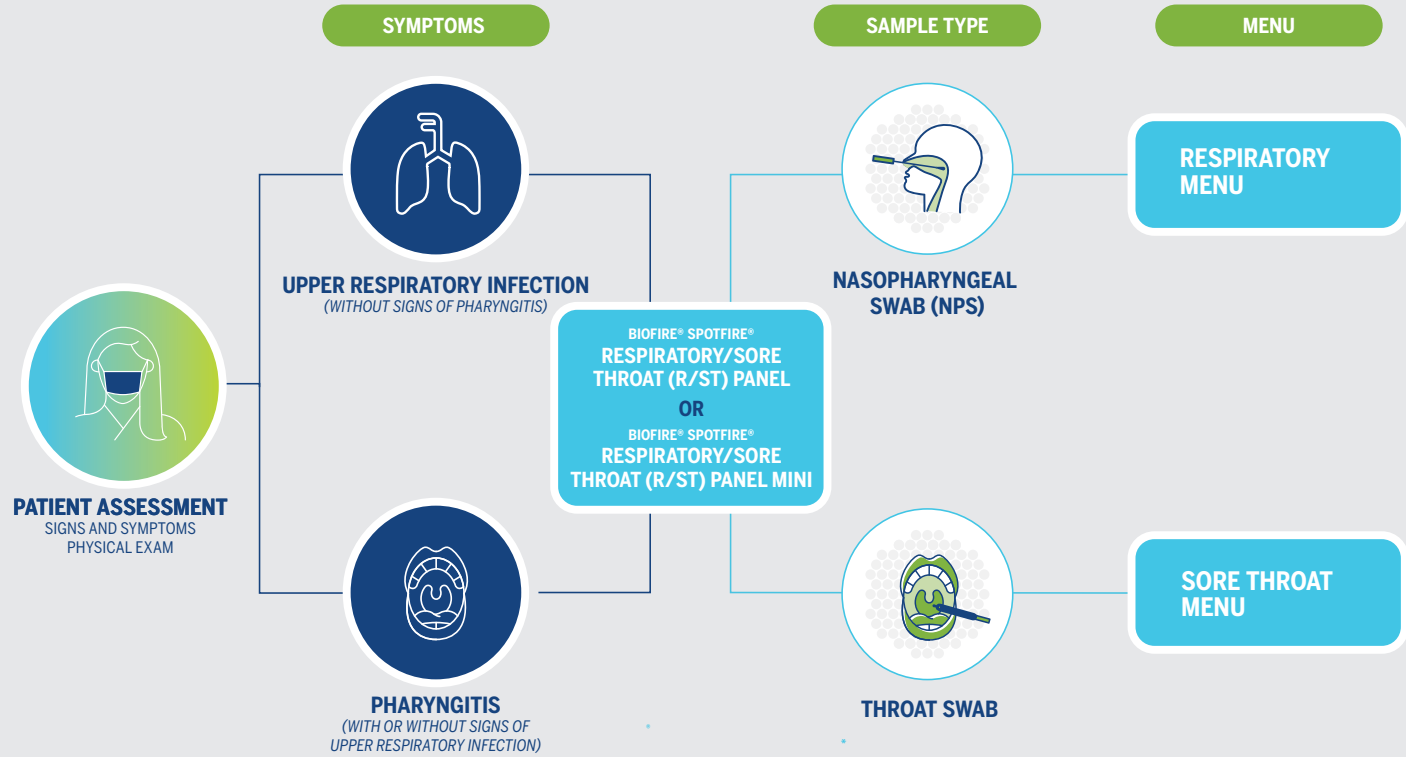 SYMPTOMS
SAMPLE TYPE
MENU
RESPIRATORY
MENU
UPPER RESPIRATORY INFECTION
(WITHOUT SIGNS OF PHARYNGITIS)
NASOPHARYNGEAL
SWAB (NPS)
BIOFIRE® SPOTFIRE®
RESPIRATORY/SORE
THROAT (R/ST) PANEL
OR
BIOFIRE® SPOTFIRE®
RESPIRATORY/SORE
THROAT (R/ST) PANEL MINI
PATIENT ASSESSMENT
SIGNS AND SYMPTOMS
PHYSICAL EXAM
SORE THROAT
MENU
PHARYNGITIS
(WITH OR WITHOUT SIGNS OF
UPPER RESPIRATORY INFECTION)
THROAT SWAB